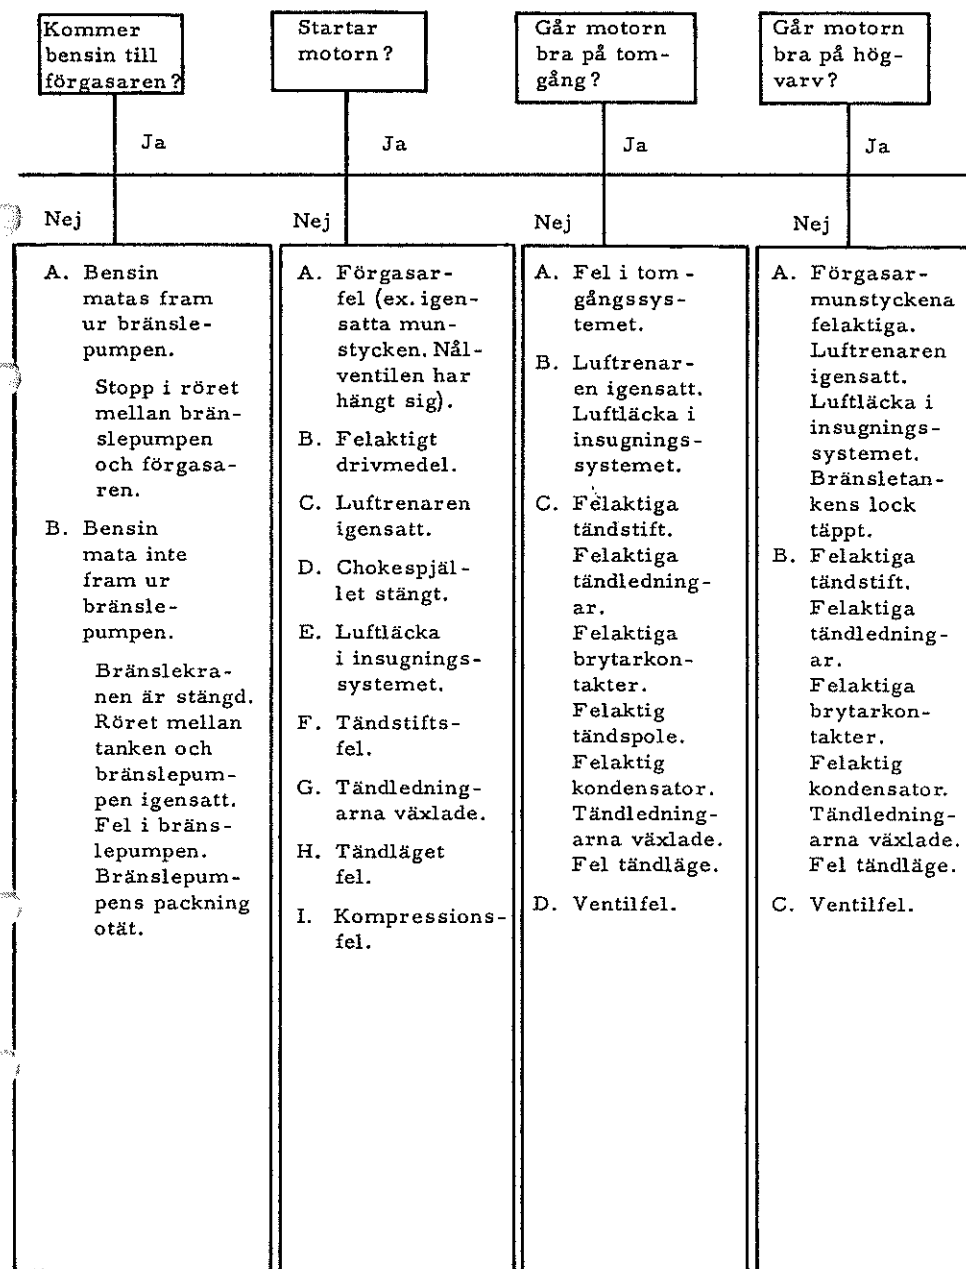 Kommer
bensin till
förgasaren?
Ja
Nej
A. Bensin
matas fram
ur bränsle-
pumpen.
Stopp i röret
mellan brän-
slepumpen
och förgasa-
ren.
B. Bensin
mata inte
fram ur
bränsle-
pumpen.
Bränslekra-
nen är stängd.
Röret mellan
tanken och
bränslepum-
pen igensatt.
Fel i bräns-
lepumpen.
Bränslepum-
pens packning
otät.
Startar
motorn?
Ja
Nej
A. Förgasar-
fel (ex. igen-
satta mun-
stycken. Nål-
ventilen har
hängt sig).
B. Felaktigt
drivmedel.
C. Luftrenaren
igensatt.
D. Chokespjäl-
let stängt.
E. Luftläcka
i insugnings-
systemet.
F. Tändstifts-
fel.
G. Tändledning-
arna växlade.
H. Tändläget
fel.
I. Kompressions-
fel.
Går motorn
bra på tom-
gång?
Ja
Nej
A. Fel i tom-
gångssys-
temet.
B. Luftrenar-
en igensatt.
Luftläcka i
insugnings-
systemet.
C. Felaktiga
tändstift.
Felaktiga
tändledning-
ar.
Felaktiga
brytarkon-
takter.
Felaktig
tändspole.
Felaktig
kondensator.
Tändledning-
arna växlade.
Fel tändläge.
D. Ventilfel.
Går motorn
bra på hög-
varv?
Ja
Nej
A. Förgasar-
munstyckena
felaktiga.
Luftrenaren
igensatt.
Luftläcka i
insugnings-
systemet.
Bränsletan-
kens lock
täppt.
B. Felaktiga
tändstift.
Felaktiga
tändledning-
ar.
Felaktiga
brytarkon-
takter.
Felaktig
kondensator.
Tändledning-
arna växlade.
Fel tändläge.
C. Ventilfel.